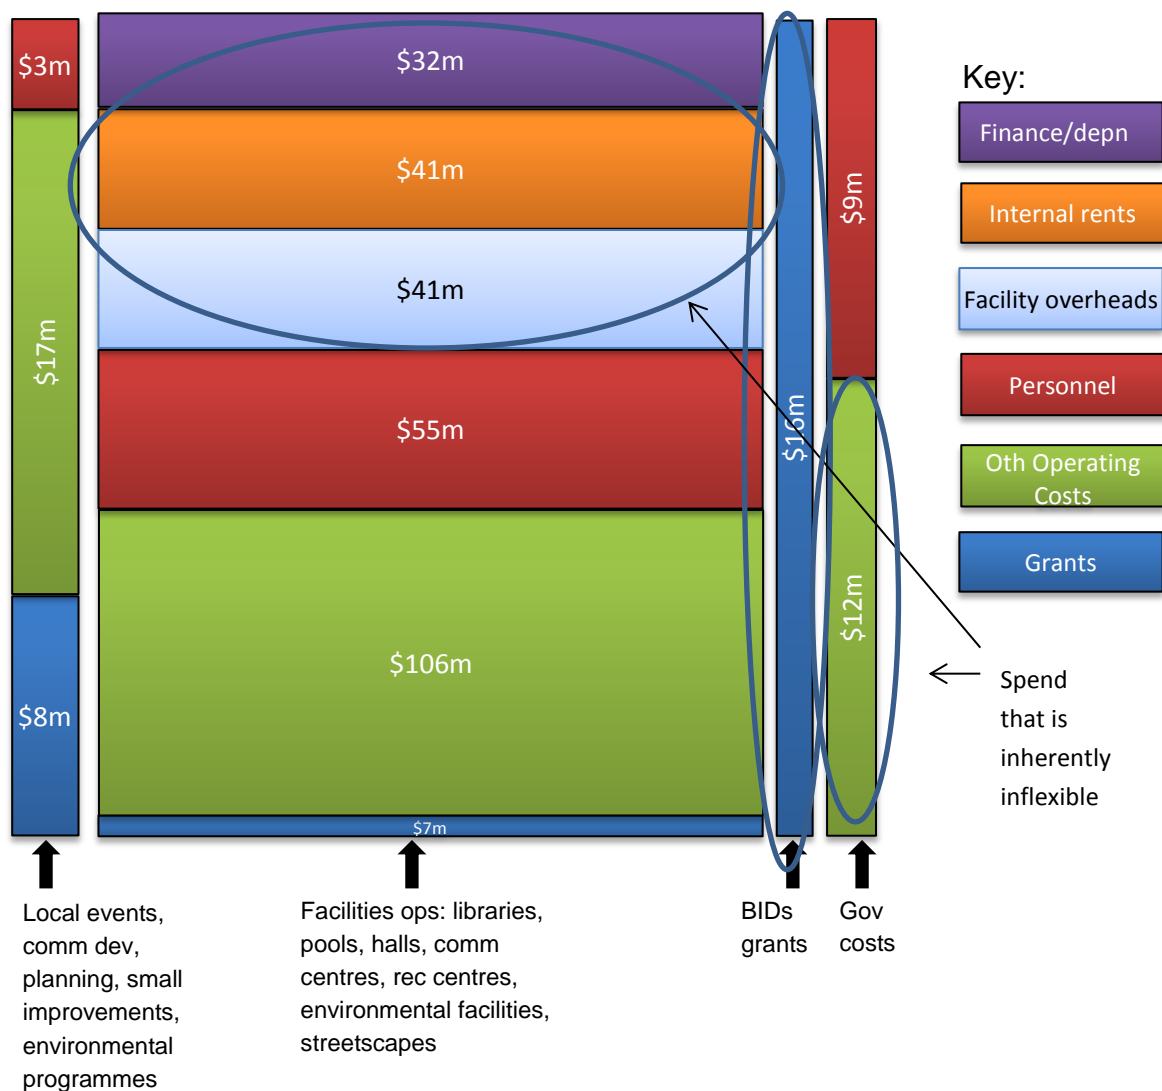 $3m
$17m
$8m
$32m
$41m
$41m
$55m
$106m
$7m
$16m
$9m
$12m
Key:
Finance/depn
Internal rents
Facility overheads
Personnel
Oth Operating
Costs
Grants
Spend
that is
inherently
inflexible
Local events,
comm dev,
planning, small
improvements,
environmental
programmes
Facilities ops: libraries,
pools, halls, comm
centres, rec centres,
environmental facilities,
streetscapes
BIDs
grants
Gov
costs